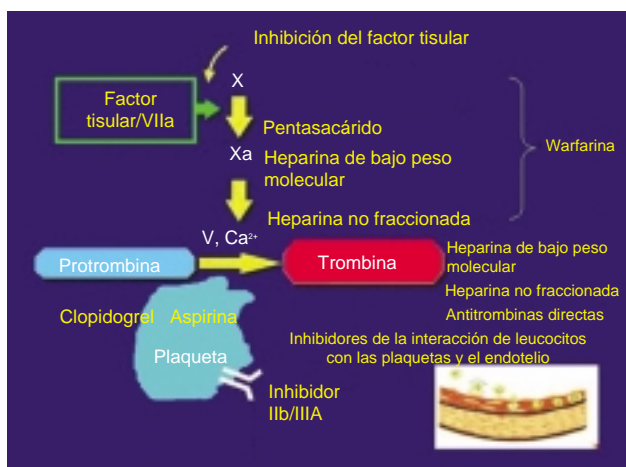 Inhibición del factor tisular
X
Factor
tisular/VIIa
Pentasacárido
Warfarina
Xa
Heparina de bajo peso
molecular
Heparina no fraccionada
V, Ca²⁺
Protrombina
Trombina
Heparina de bajo peso
molecular
Heparina no fraccionada
Antitrombinas directas
Clopidogrel Aspirina
Plaqueta
Inhibidores de la interacción de leucocitos
con las plaquetas y el endotelio
Inhibidor
IIb/IIIA